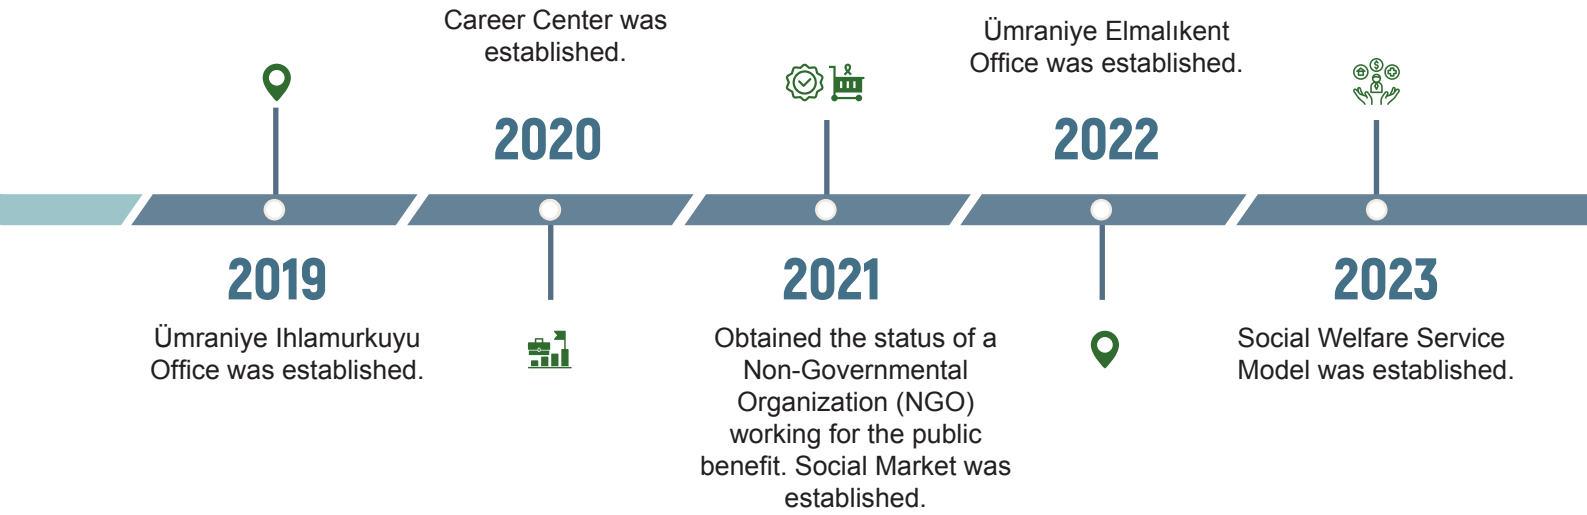 2019
Ümraniye Ihlamurkuyu
Office was established.
Career Center was
established.
2020
2021
Obtained the status of a
Non-Governmental
Organization (NGO)
working for the public
benefit. Social Market was
established.
Ümraniye Elmalıkent
Office was established.
2022
2023
Social Welfare Service
Model was established.